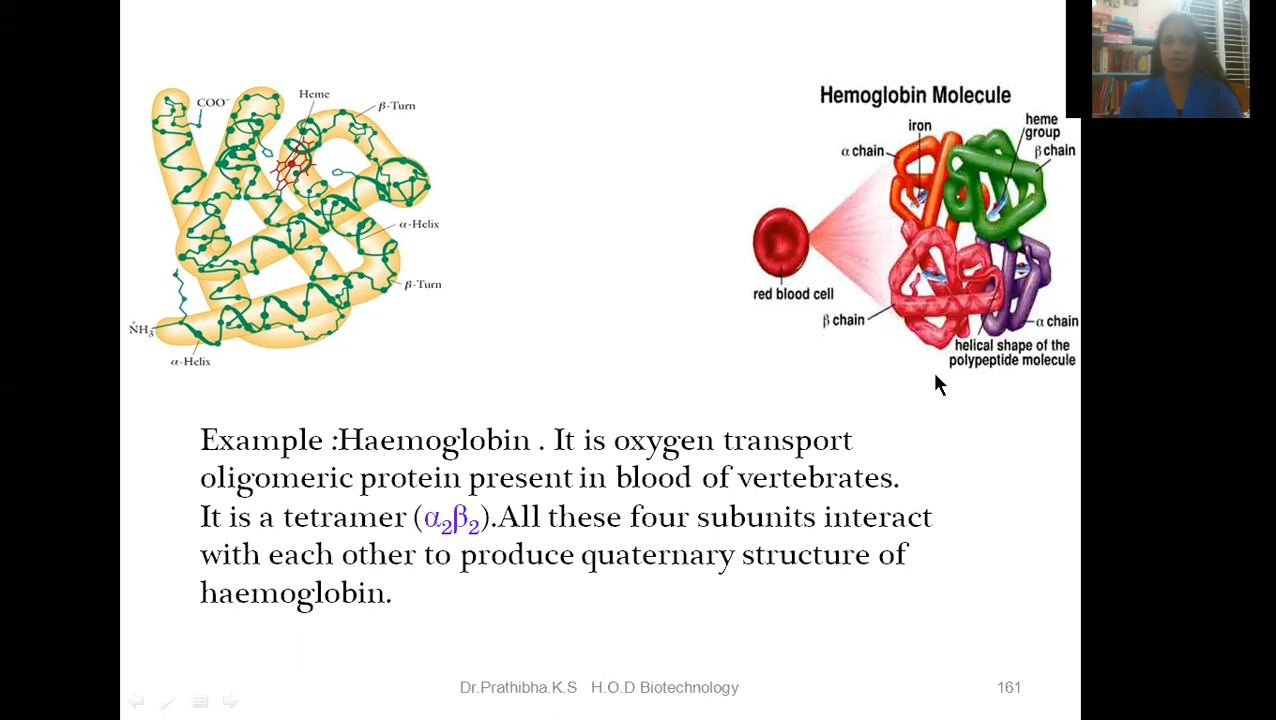 COO⁻
Heme
β-Turn
α-Helix
β-Turn
⁺NH₃
α-Helix
Hemoglobin Molecule
iron
heme
group
α chain
β chain
red blood cell
β chain
α chain
helical shape of the
polypeptide molecule
Example :Haemoglobin . It is oxygen transport
oligomeric protein present in blood of vertebrates.
It is a tetramer (α₂β₂).All these four subunits interact
with each other to produce quaternary structure of
haemoglobin.
Dr.Prathibha.K.S H.O.D Biotechnology
161